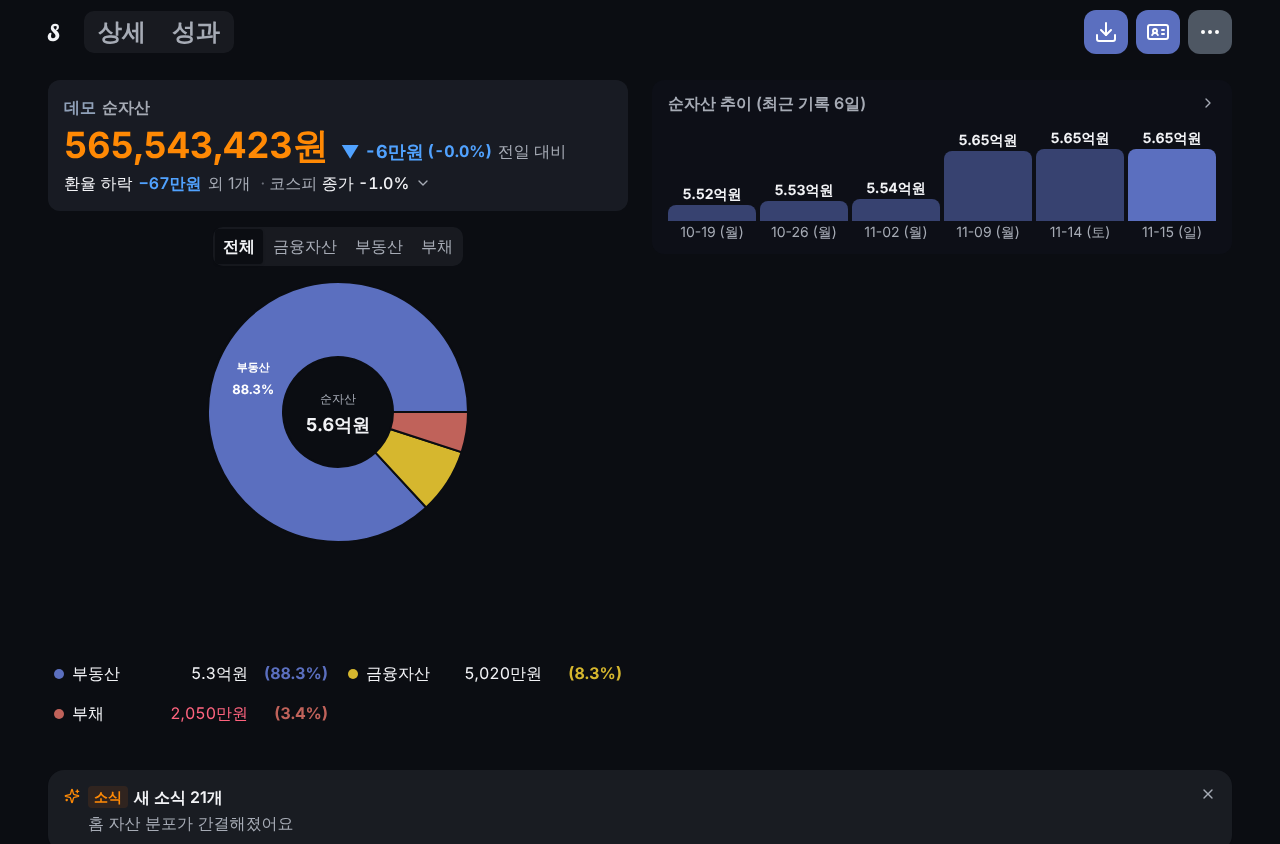 S
상세 성과
데모 순자산
565,543,423원 ▼ -6만원 (-0.0%) 전일 대비
환율 하락 −67만원 외 1개 · 코스피 종가 -1.0%
순자산 추이 (최근 기록 6일)
5.52억원 5.53억원 5.54억원 5.65억원 5.65억원 5.65억원
10-19 (월) 10-26 (월) 11-02 (월) 11-09 (월) 11-14 (토) 11-15 (일)
전체 금융자산 부동산 부채
부동산
88.3%
순자산
5.6억원
부동산 5.3억원 (88.3%) 금융자산 5,020만원 (8.3%)
부채 2,050만원 (3.4%)
소식 새 소식 21개
홈 자산 분포가 간결해졌어요